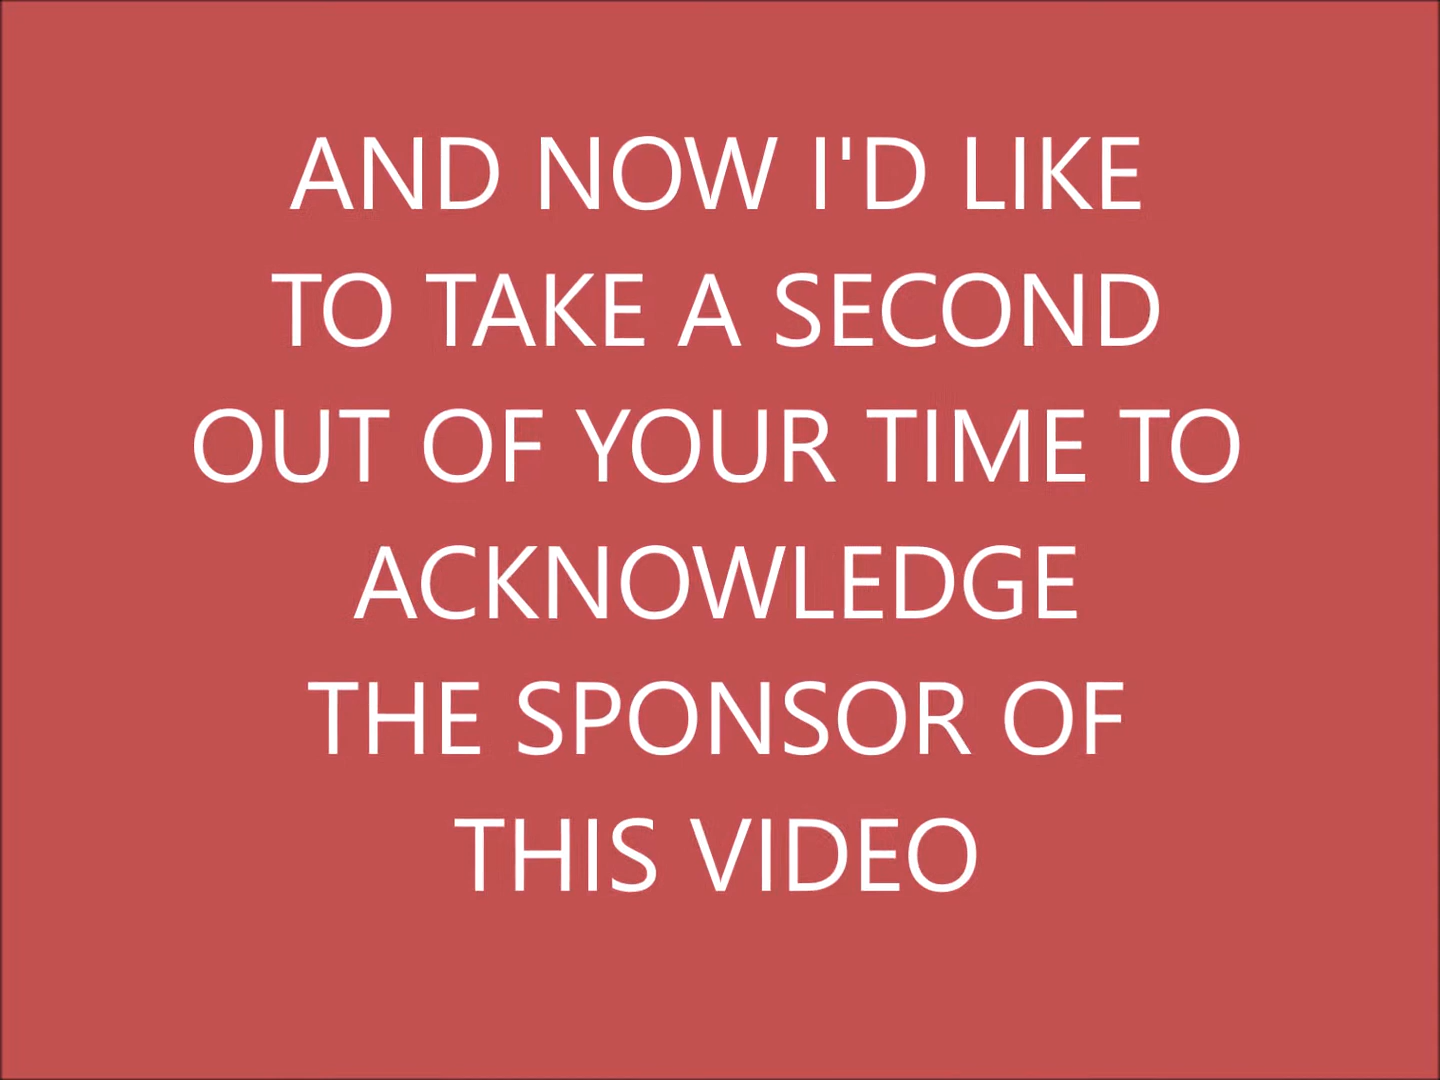 AND NOW I'D LIKE
TO TAKE A SECOND
OUT OF YOUR TIME TO
ACKNOWLEDGE
THE SPONSOR OF
THIS VIDEO